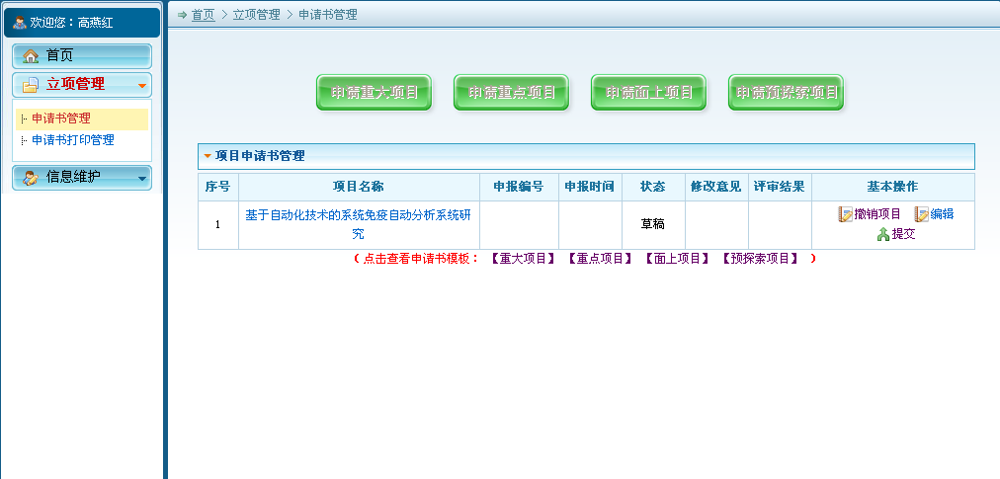 欢迎您：高燕红
首页
立项管理
申请书管理
申请书打印管理
信息维护
首页 > 立项管理 > 申请书管理
申请重大项目 申请重点项目 申请面上项目 申请预探索项目
项目申请书管理
序号 项目名称 申报编号 申报时间 状态 修改意见 评审结果 基本操作
1 基于自动化技术的系统免疫自动分析系统研究 草稿 撤销项目 编辑
提交
（ 点击查看申请书模板： 【重大项目】 【重点项目】 【面上项目】 【预探索项目】 ）